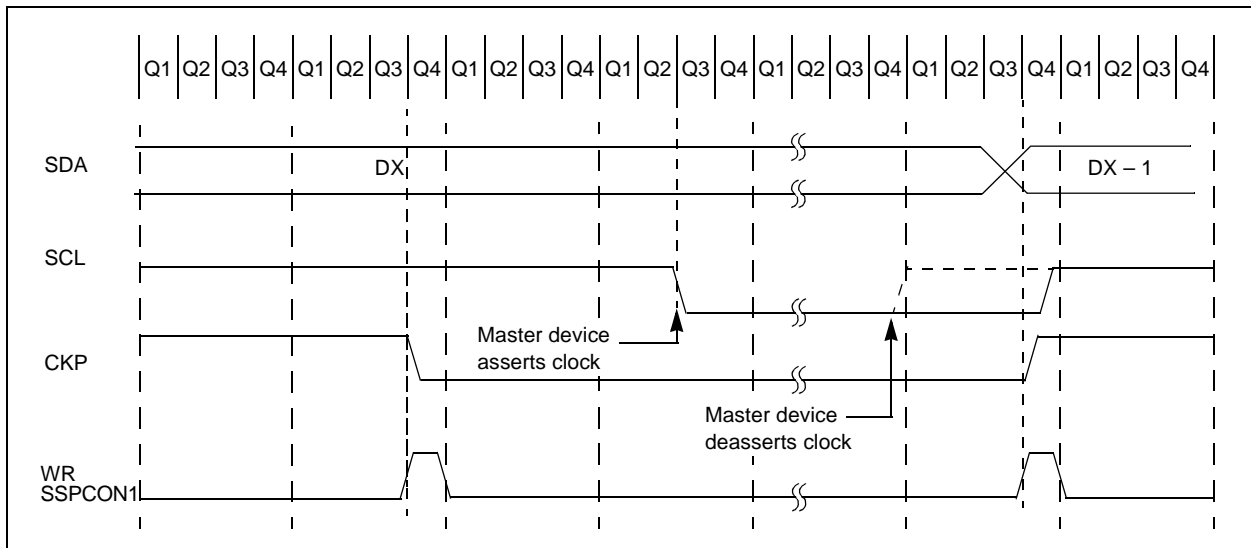 Q1 Q2 Q3 Q4 Q1 Q2 Q3 Q4 Q1 Q2 Q3 Q4 Q1 Q2 Q3 Q4 Q1 Q2 Q3 Q4 Q1 Q2 Q3 Q4 Q1 Q2 Q3 Q4
SDA
DX
DX – 1
SCL
Master device
asserts clock
CKP
Master device
deasserts clock
WR
SSPCON1